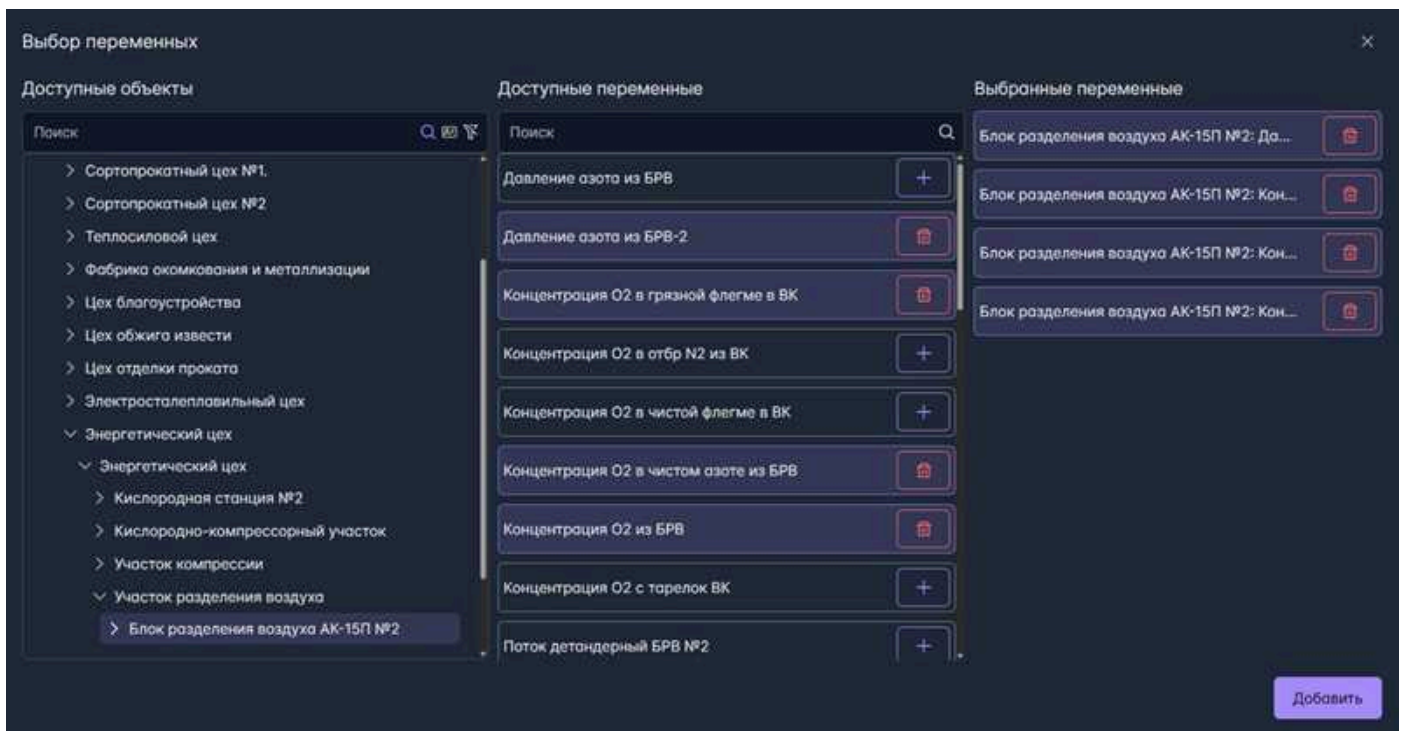 Выбор переменных
Доступные объекты
Поиск
Сортопрокатный цех №1.
Сортопрокатный цех №2
Теплосиловой цех
Фабрика окомкования и металлизации
Цех благоустройства
Цех обжига извести
Цех отделки проката
Электросталеплавильный цех
Энергетический цех
Энергетический цех
Кислородная станция №2
Кислородно-компрессорный участок
Участок компрессии
Участок разделения воздуха
Блок разделения воздуха АК-15П №2
Доступные переменные
Поиск
Давление азота из БРВ
Давление азота из БРВ-2
Концентрация О2 в грязной флегме в ВК
Концентрация О2 в отбр N2 из ВК
Концентрация О2 в чистой флегме в ВК
Концентрация О2 в чистом азоте из БРВ
Концентрация О2 из БРВ
Концентрация О2 с тарелок ВК
Поток детандерный БРВ №2
Выбранные переменные
Блок разделения воздуха АК-15П №2: Да...
Блок разделения воздуха АК-15П №2: Кон...
Блок разделения воздуха АК-15П №2: Кон...
Блок разделения воздуха АК-15П №2: Кон...
Добавить